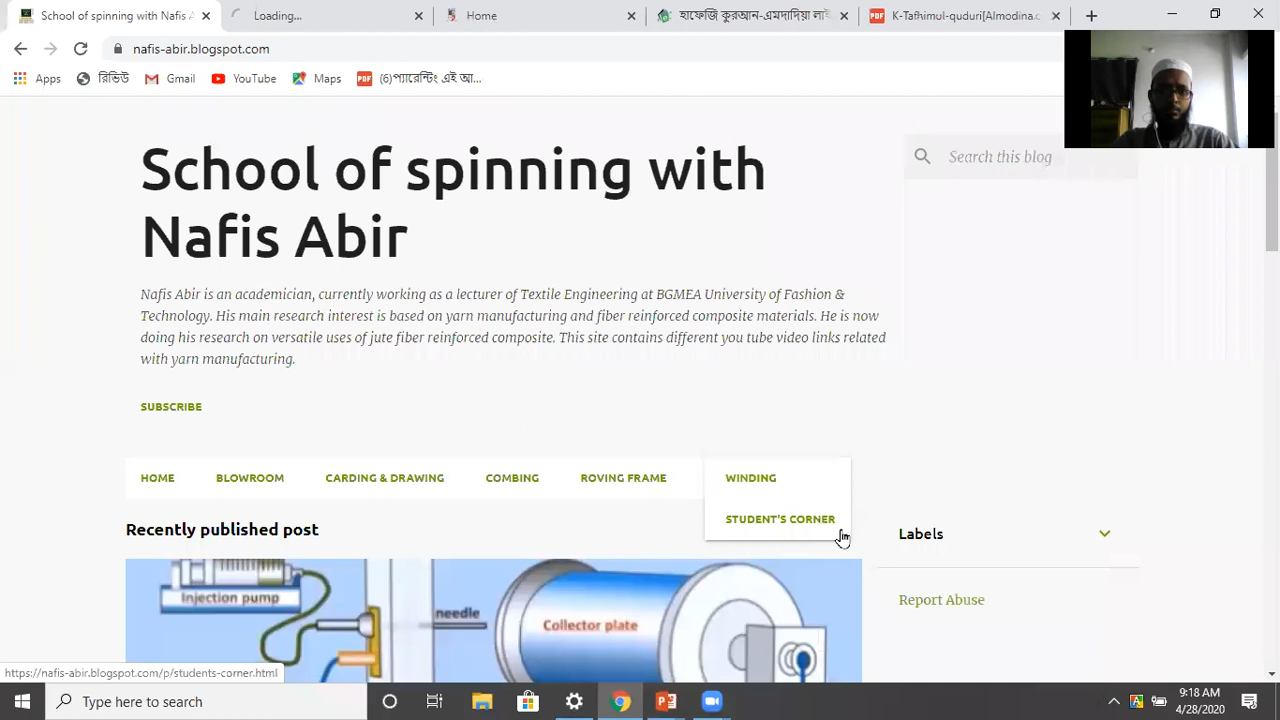 School of spinning with Nafis A
Loading...
Home
হাফেজি কুরআন-এমদাদিয়া লাই
K-Tafhimul-quduri[Almodina.c
nafis-abir.blogspot.com
Apps
রিভিউ
Gmail
YouTube
Maps
(6)প্যারেন্টিং এই আ...
School of spinning with
Nafis Abir
Search this blog
Nafis Abir is an academician, currently working as a lecturer of Textile Engineering at BGMEA University of Fashion &
Technology. His main research interest is based on yarn manufacturing and fiber reinforced composite materials. He is now
doing his research on versatile uses of jute fiber reinforced composite. This site contains different you tube video links related
with yarn manufacturing.
SUBSCRIBE
HOME
BLOWROOM
CARDING & DRAWING
COMBING
ROVING FRAME
WINDING
STUDENT'S CORNER
Recently published post
Labels
Injection pump
needle
Collector plate
Report Abuse
https://nafis-abir.blogspot.com/p/students-corner.html
Type here to search
9:18 AM
4/28/2020